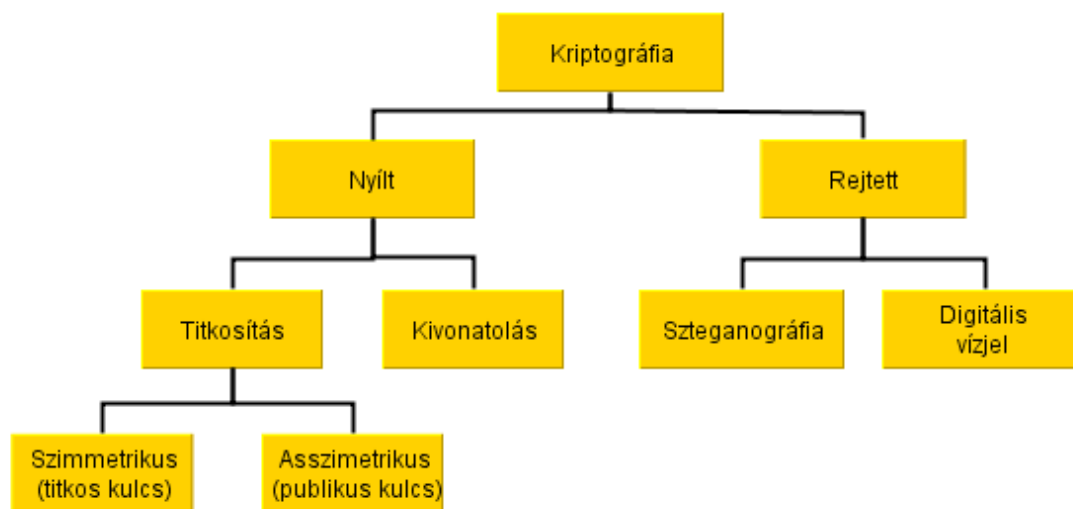 Kriptográfia
Nyílt
Rejtett
Titkosítás
Kivonatolás
Szteganográfia
Digitális
vízjel
Szimmetrikus
(titkos kulcs)
Asszimetrikus
(publikus kulcs)